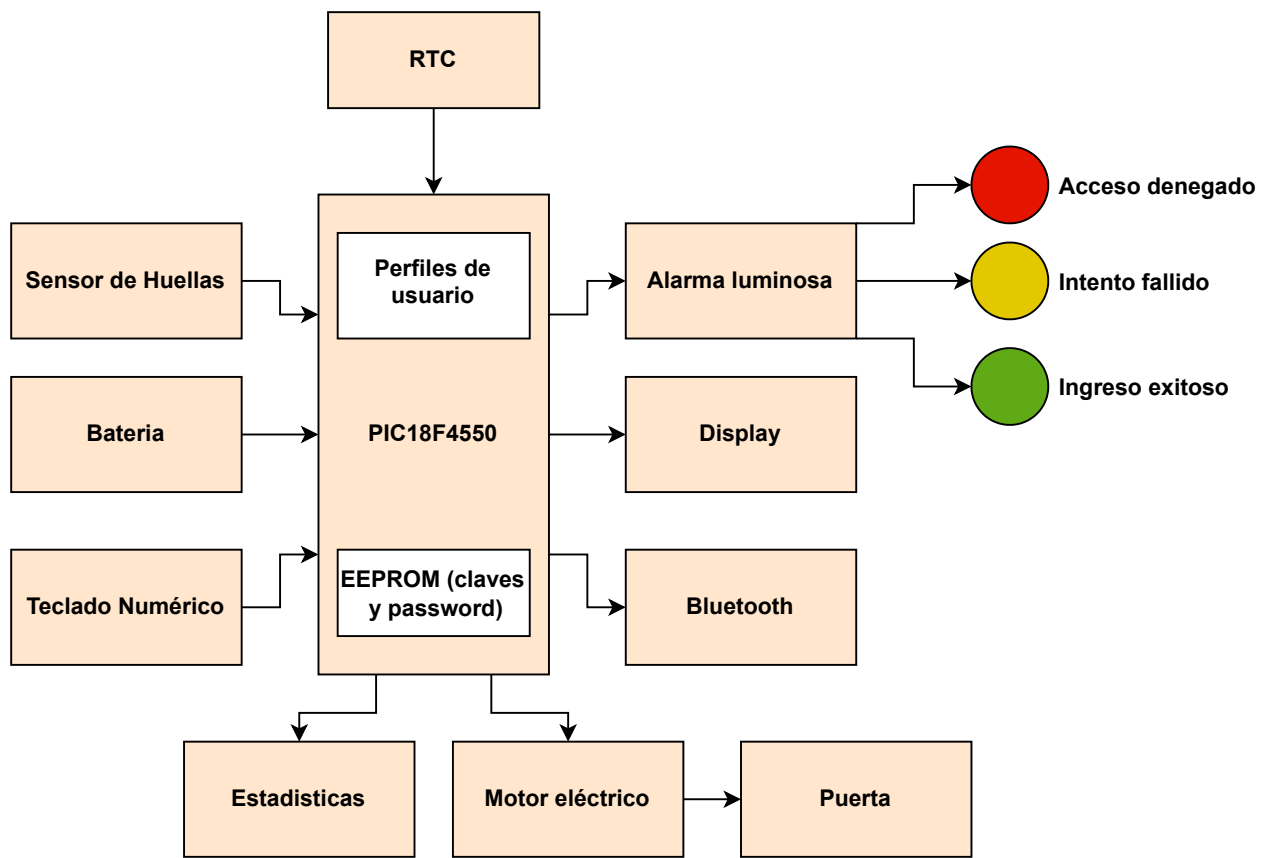 RTC
Sensor de Huellas
Perfiles de
usuario
Alarma luminosa
Acceso denegado
Intento fallido
Ingreso exitoso
Bateria
PIC18F4550
Display
Teclado Numérico
EEPROM (claves
y password)
Bluetooth
Estadisticas
Motor eléctrico
Puerta